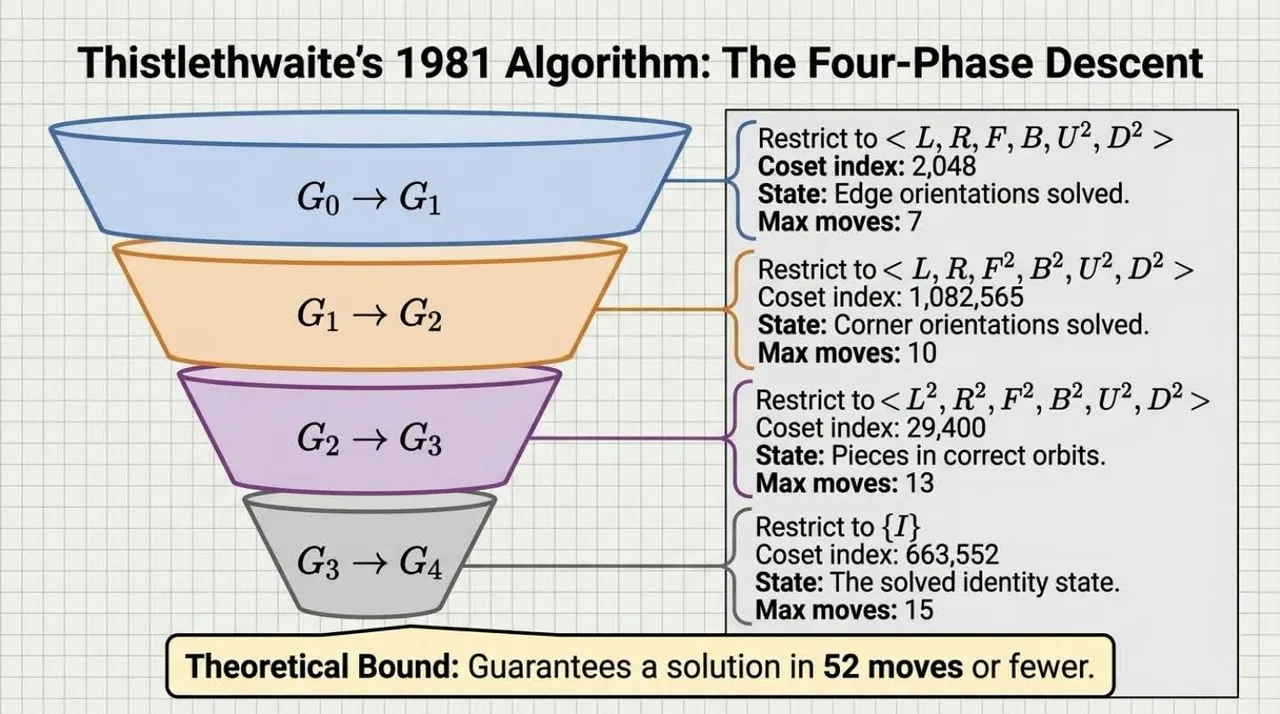 Thistlethwaite's 1981 Algorithm: The Four-Phase Descent
G₀ → G₁
Restrict to < L, R, F, B, U², D² >
Coset index: 2,048
State: Edge orientations solved.
Max moves: 7
G₁ → G₂
Restrict to < L, R, F², B², U², D² >
Coset index: 1,082,565
State: Corner orientations solved.
Max moves: 10
G₂ → G₃
Restrict to < L², R², F², B², U², D² >
Coset index: 29,400
State: Pieces in correct orbits.
Max moves: 13
G₃ → G₄
Restrict to {I}
Coset index: 663,552
State: The solved identity state.
Max moves: 15
Theoretical Bound: Guarantees a solution in 52 moves or fewer.